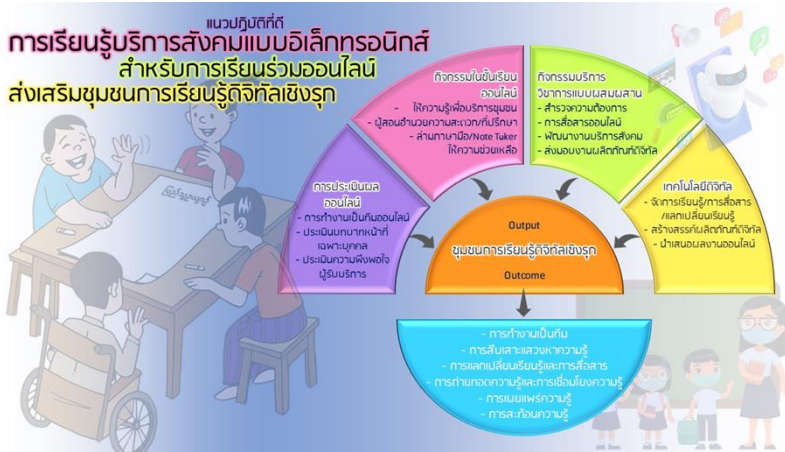 แนวปฏิบัติที่ดี
การเรียนรู้บริการสังคมแบบอิเล็กทรอนิกส์
สำหรับการเรียนร่วมออนไลน์
ส่งเสริมชุมชนการเรียนรู้ดิจิทัลเชิงรุก
การประเมินผล
ออนไลน์
- การทำงานเป็นทีมออนไลน์
- ประเมินบทบาทหน้าที่
เฉพาะบุคคล
- ประเมินความพึงพอใจ
ผู้รับบริการ
กิจกรรมในชั้นเรียน
ออนไลน์
- ให้ความรู้เพื่อบริการชุมชน
- ผู้สอนอำนวยความสะดวก/ที่ปรึกษา
- ล่ามภาษามือ/Note Tuker
ให้ความช่วยเหลือ
กิจกรรมบริการ
วิชาการแบบผสมผสาน
- สำรวจความต้องการ
- การสื่อสารออนไลน์
- พัฒนางานบริการสังคม
- ส่งมอบงานผลิตภัณฑ์ดิจิทัล
เทคโนโลยีดิจิทัล
- จัดการเรียนรู้/การสื่อสาร
/แลกเปลี่ยนเรียนรู้
- สร้างสรรค์ผลิตภัณฑ์ดิจิทัล
- นำเสนอผลงานออนไลน์
Output
ชุมชนการเรียนรู้ดิจิทัลเชิงรุก
Outcome
- การทำงานเป็นทีม
- การสืบเสาะแสวงหาความรู้
- การแลกเปลี่ยนเรียนรู้และการสื่อสาร
- การถ่ายทอดความรู้และการเชื่อมโยงความรู้
- การเผยแพร่ความรู้
- การสะท้อนความรู้